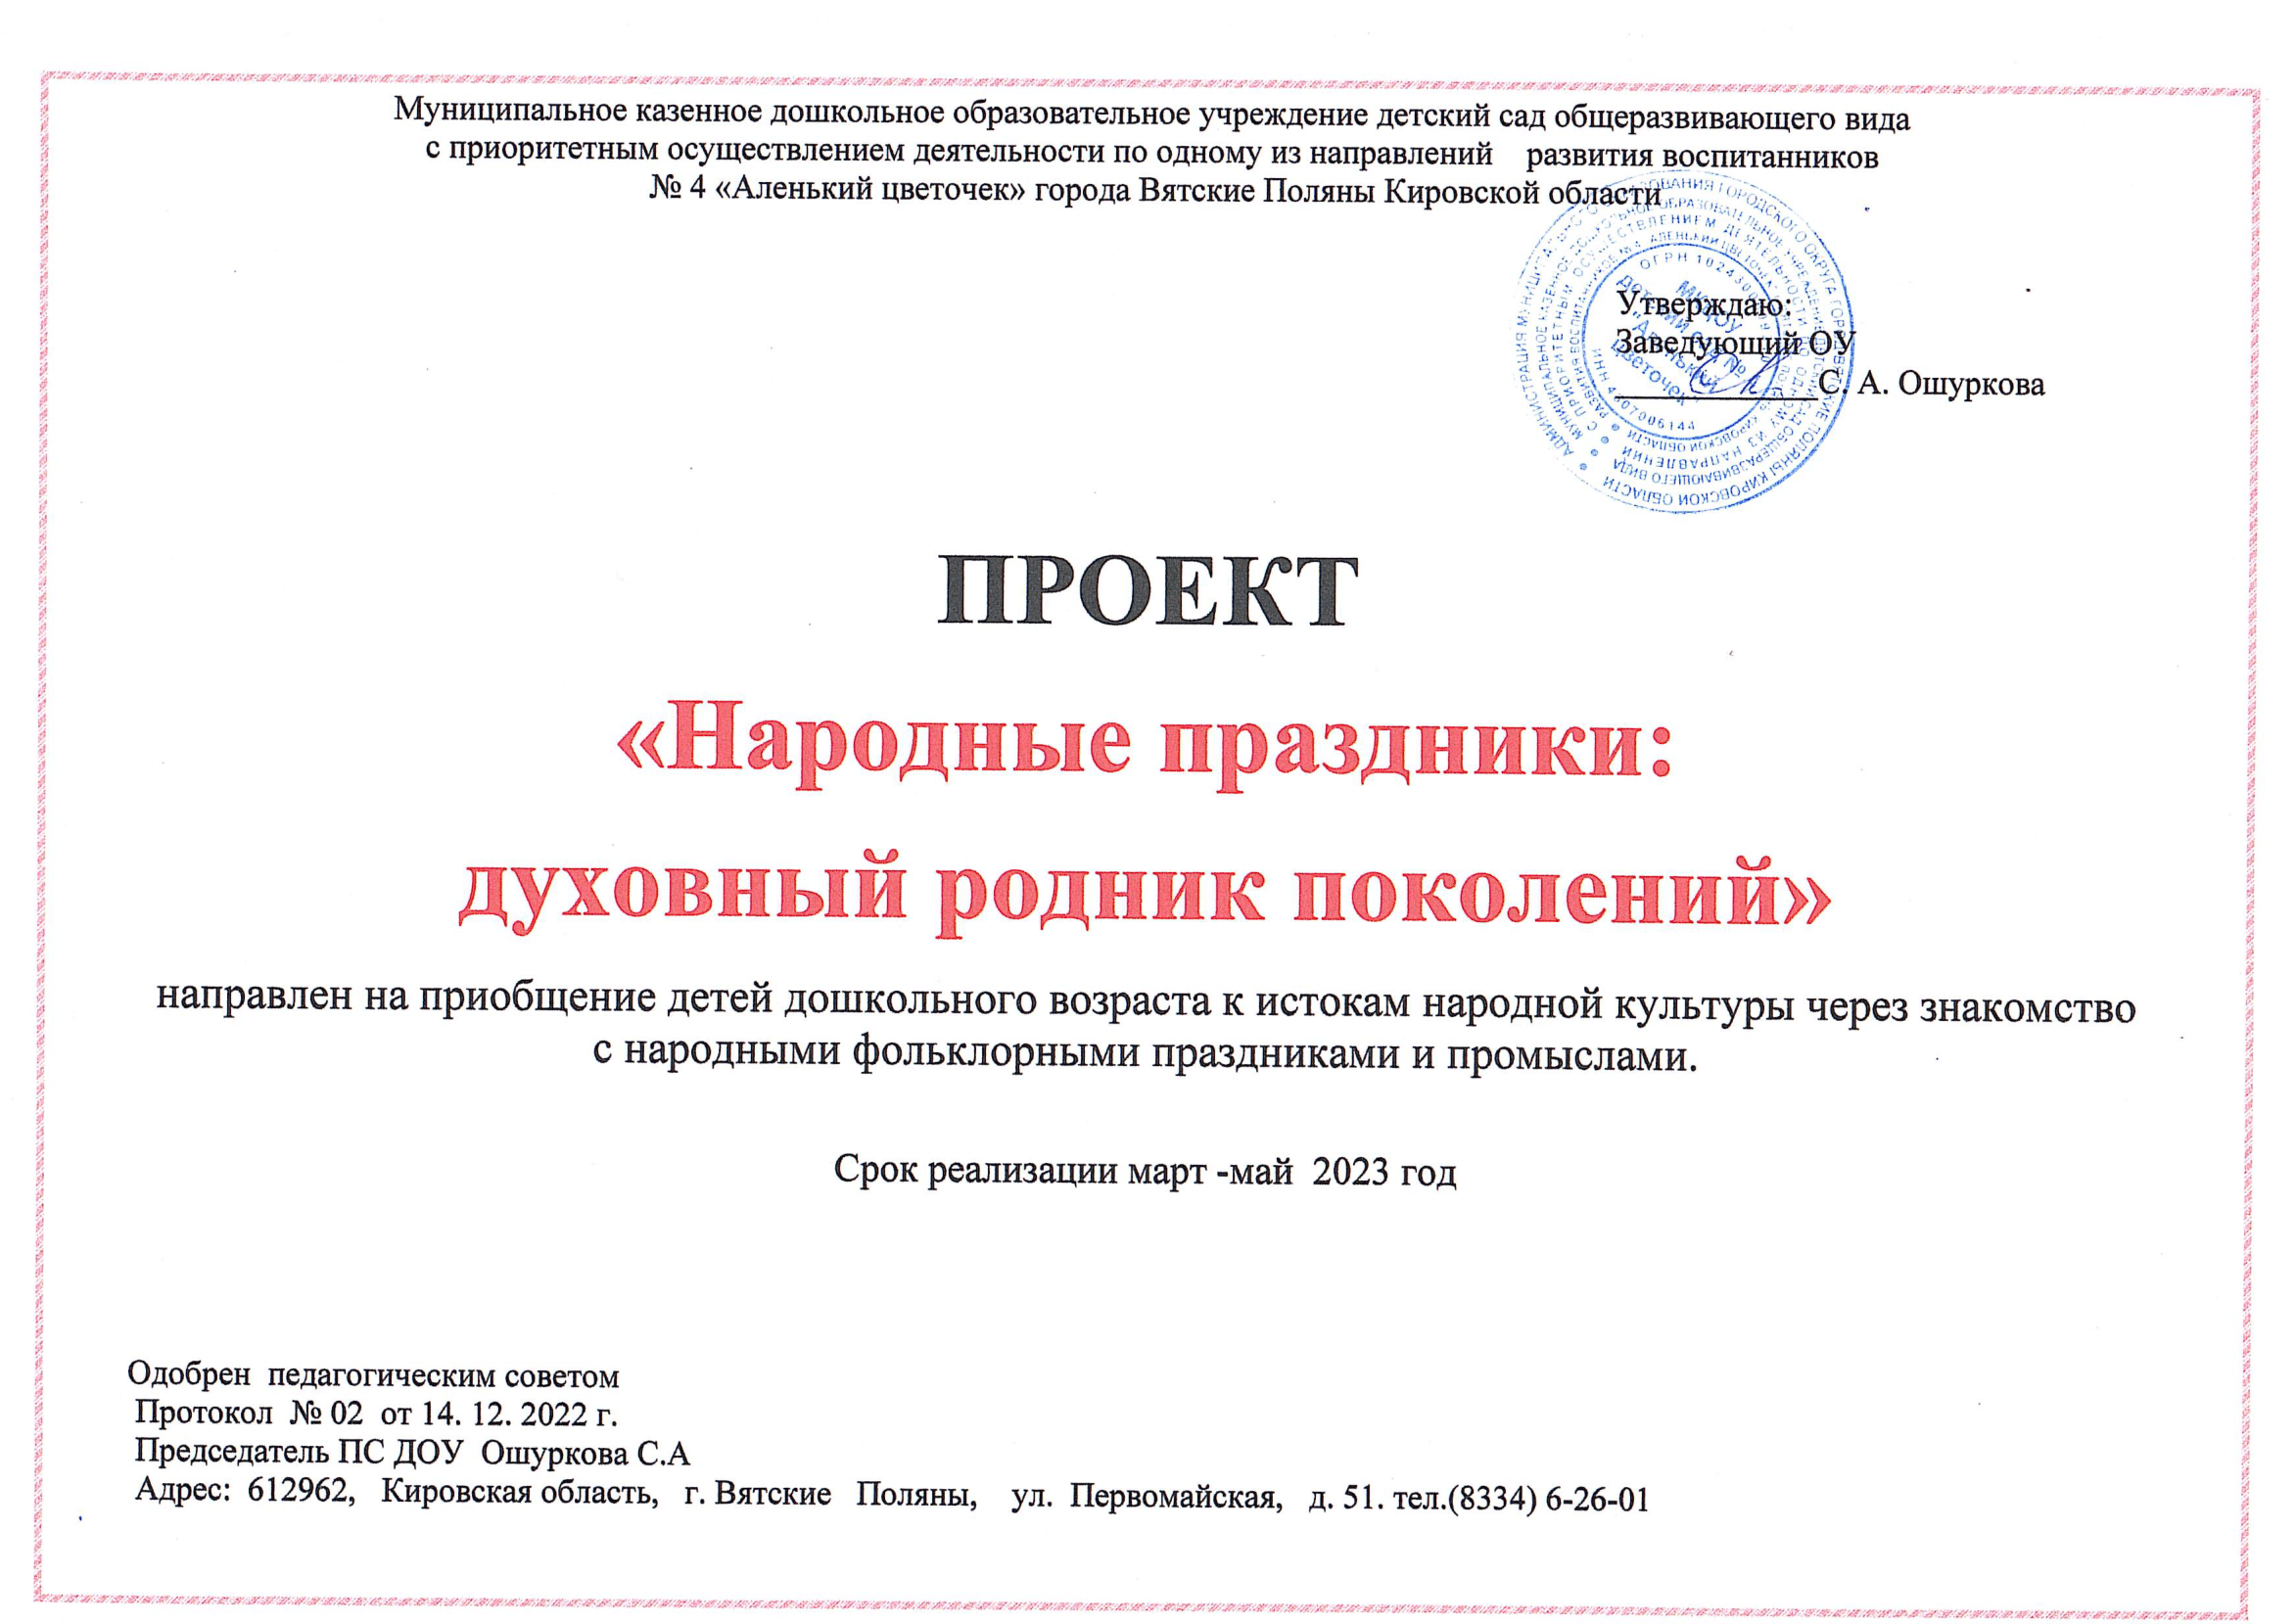 Муниципальное казенное дошкольное образовательное учреждение детский сад общеразвивающего вида
с приоритетным осуществлением деятельности по одному из направлений развития воспитанников
№ 4 «Аленький цветочек» города Вятские Поляны Кировской области
Утверждаю:
Заведующий ОУ
С. А. Ошуркова
ПРОЕКТ
«Народные праздники:
духовный родник поколений»
направлен на приобщение детей дошкольного возраста к истокам народной культуры через знакомство
с народными фольклорными праздниками и промыслами.
Срок реализации март -май 2023 год
Одобрен педагогическим советом
Протокол № 02 от 14. 12. 2022 г.
Председатель ПС ДОУ Ошуркова С.А
Адрес: 612962, Кировская область, г. Вятские Поляны, ул. Первомайская, д. 51. тел.(8334) 6-26-01